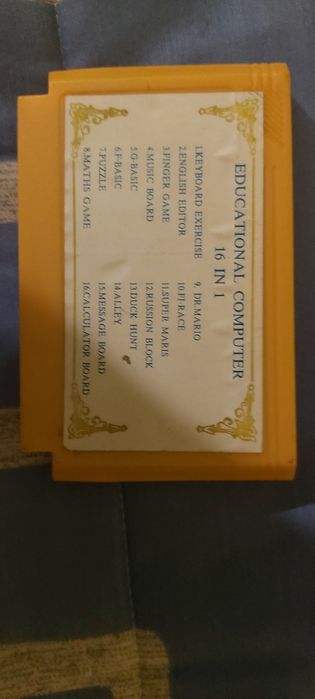 EDUCATIONAL COMPUTER
16 IN 1
1.KEYBOARD EXERCISE
2.ENGLISH EDITOR
3.FINGER GAME
4.MUSIC BOARD
5.G-BASIC
6.F-BASIC
7.PUZZLE
8.MATHS GAME
9. DR.MARIO
10.F1-RACE
11.SUPER MARIS
12.RUSSION BLOCK
13.DUCK HUNT
14.ALLEY
15.MESSAGE BOARD
16.CALCULATOR BOARD